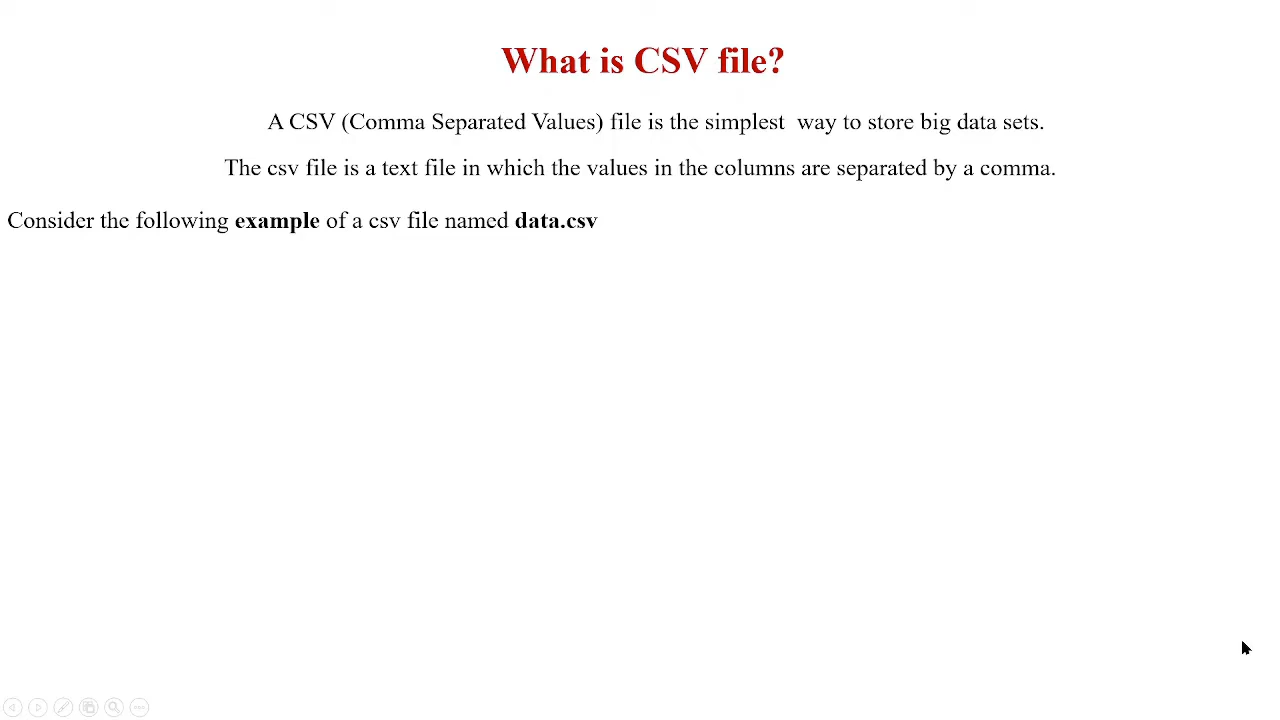 What is CSV file?
A CSV (Comma Separated Values) file is the simplest  way to store big data sets.
The csv file is a text file in which the values in the columns are separated by a comma.
Consider the following example of a csv file named data.csv